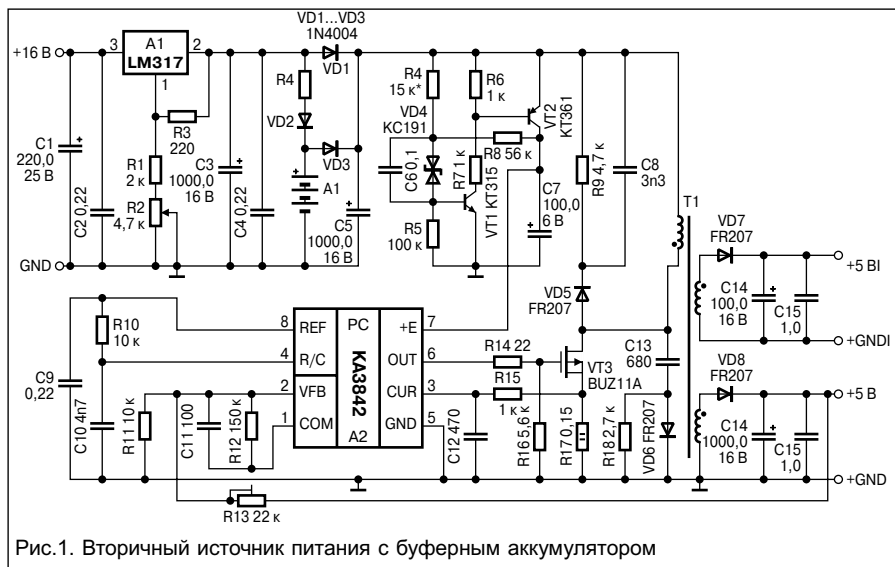 VD1...VD3
1N4004
+16 В
3
A1
LM317
2
1
VD1
R4
VD2
VD3
A1
R3
220
C1
220,0
25 В
C2 0,22
R1
2 к
R2
4,7 к
C3
1000,0
16 В
C4 0,22
C5
1000,0
16 В
GND
R4
15 к*
VD4
КС191
C6 0,1
R5
100 к
R6
1 к
R7 1 к
VT1 КТ315
R8 56 к
VT2
КТ361
C7
100,0
6 В
R9 4,7 к
C8
3n3
T1
VD5
FR207
VD7
FR207
+5 ВI
C14
100,0
16 В
C15
1,0
+GNDI
C9
0,22
R10
10 к
C10 4n7
R11 10 к
C11 100
R12 150 к
8
REF
4
R/C
2
VFB
1
COM
PC
KA3842
A2
+E
7
OUT
6
CUR
3
GND
5
R14 22
R15
1 к
VT3
BUZ11A
C12 470
R16 5,6 к
R17 0,15
R18 2,7 к
C13
680
VD6 FR207
VD8
FR207
+5 В
C14
1000,0
16 В
C15
1,0
+GND
R13 22 к
Рис.1. Вторичный источник питания с буферным аккумулятором